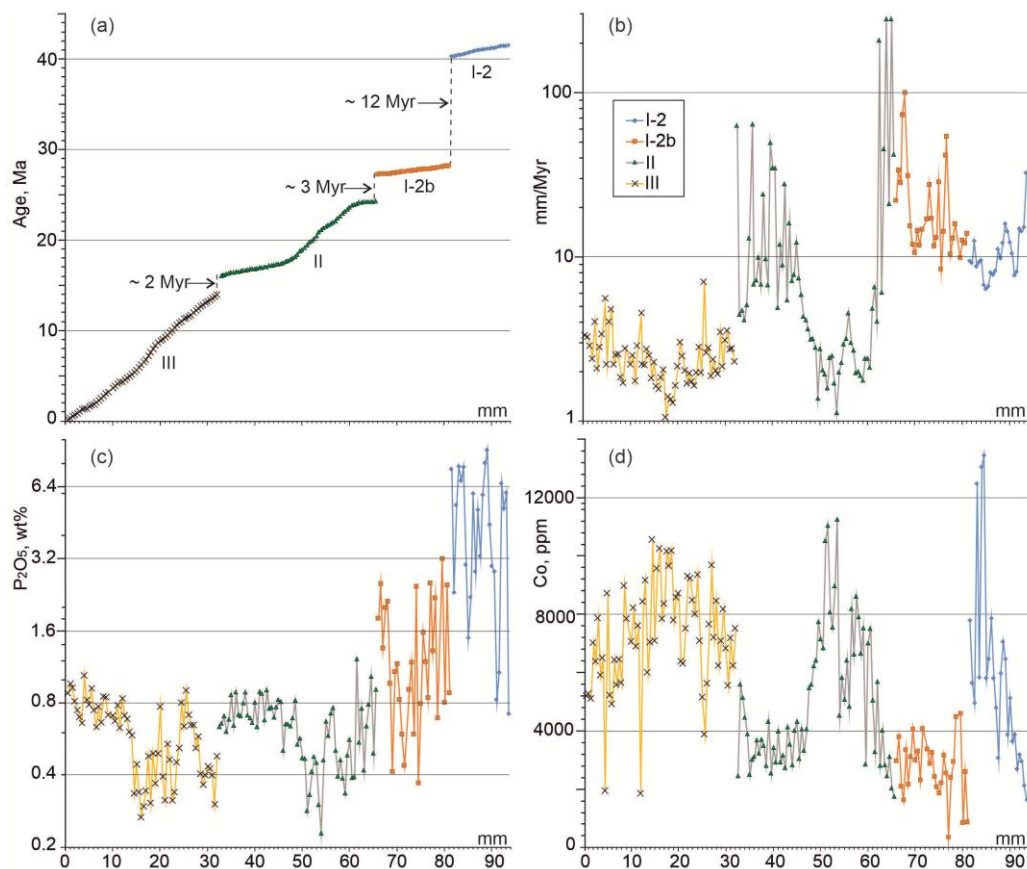 (a)
Age, Ma
40
30
20
10
0
I-2
~ 12 Myr
I-2b
~ 3 Myr
II
~ 2 Myr
III
mm
(b)
mm/Myr
100
10
1
I-2
I-2b
II
III
mm
(c)
P₂O₅, wt%
6.4
3.2
1.6
0.8
0.4
0.2
mm
0 10 20 30 40 50 60 70 80 90
(d)
Co, ppm
12000
8000
4000
0
mm
0 10 20 30 40 50 60 70 80 90